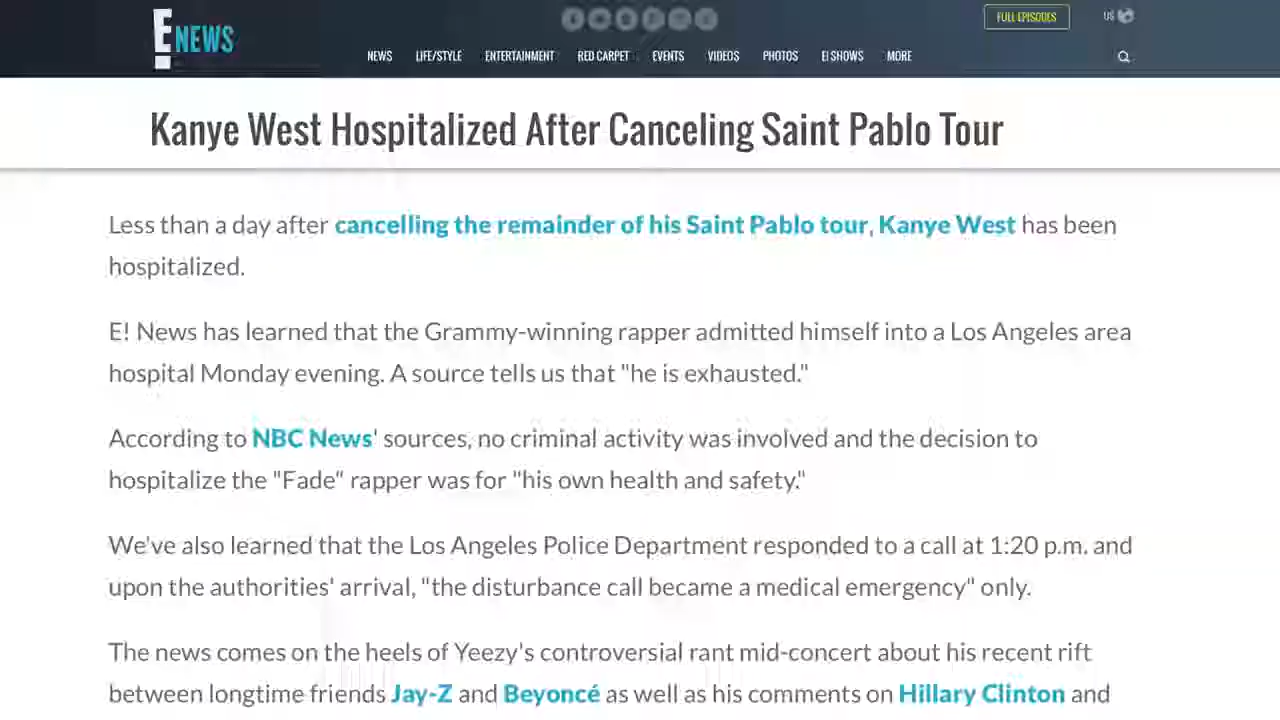 E! NEWS
FULL EPISODES
US
NEWS LIFE/STYLE ENTERTAINMENT RED CARPET EVENTS VIDEOS PHOTOS E! SHOWS MORE
Kanye West Hospitalized After Canceling Saint Pablo Tour
Less than a day after cancelling the remainder of his Saint Pablo tour, Kanye West has been
hospitalized.
E! News has learned that the Grammy-winning rapper admitted himself into a Los Angeles area
hospital Monday evening. A source tells us that "he is exhausted."
According to NBC News' sources, no criminal activity was involved and the decision to
hospitalize the "Fade" rapper was for "his own health and safety."
We've also learned that the Los Angeles Police Department responded to a call at 1:20 p.m. and
upon the authorities' arrival, "the disturbance call became a medical emergency" only.
The news comes on the heels of Yeezy's controversial rant mid-concert about his recent rift
between longtime friends Jay-Z and Beyoncé as well as his comments on Hillary Clinton and